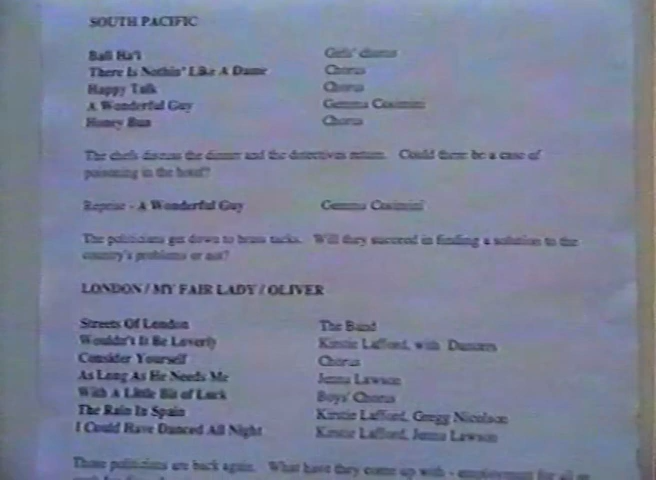 SOUTH PACIFIC
Bali Ha'i Girls' chorus
There Is Nothin' Like A Dame Chorus
Happy Talk Chorus
A Wonderful Guy Gemma Cosimini
Honey Bun Chorus
The chefs discuss the dinner and the detectives return. Could there be a case of
poisoning in the hotel?
Reprise - A Wonderful Guy Gemma Cosimini
The politicians get down to brass tacks. Will they succeed in finding a solution to the
country's problems or not?
LONDON / MY FAIR LADY / OLIVER
Streets Of London The Band
Wouldn't It Be Loverly Kirstie Lafford, with Dancers
Consider Yourself Chorus
As Long As He Needs Me Jenna Lawson
With A Little Bit of Luck Boys' Chorus
The Rain In Spain Kirstie Lafford, Gregg Nicolson
I Could Have Danced All Night Kirstie Lafford, Jenna Lawson
Those politicians are back again. What have they come up with - employment for all or